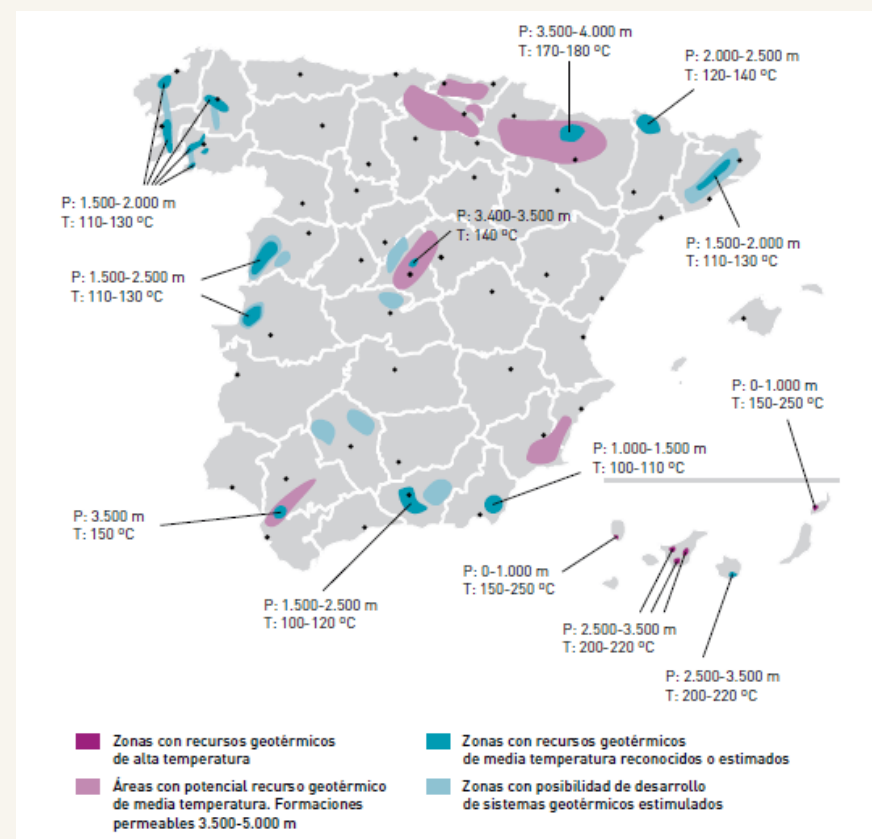 P: 3.500-4.000 m
T: 170-180 ºC
P: 2.000-2.500 m
T: 120-140 ºC
P: 1.500-2.000 m
T: 110-130 ºC
P: 3.400-3.500 m
T: 140 ºC
P: 1.500-2.000 m
T: 110-130 ºC
P: 1.500-2.500 m
T: 110-130 ºC
P: 0-1.000 m
T: 150-250 ºC
P: 1.000-1.500 m
T: 100-110 ºC
P: 3.500 m
T: 150 ºC
P: 0-1.000 m
T: 150-250 ºC
P: 1.500-2.500 m
T: 100-120 ºC
P: 2.500-3.500 m
T: 200-220 ºC
P: 2.500-3.500 m
T: 200-220 ºC
Zonas con recursos geotérmicos
de alta temperatura
Áreas con potencial recurso geotérmico
de media temperatura. Formaciones
permeables 3.500-5.000 m
Zonas con recursos geotérmicos
de media temperatura reconocidos o estimados
Zonas con posibilidad de desarrollo
de sistemas geotérmicos estimulados